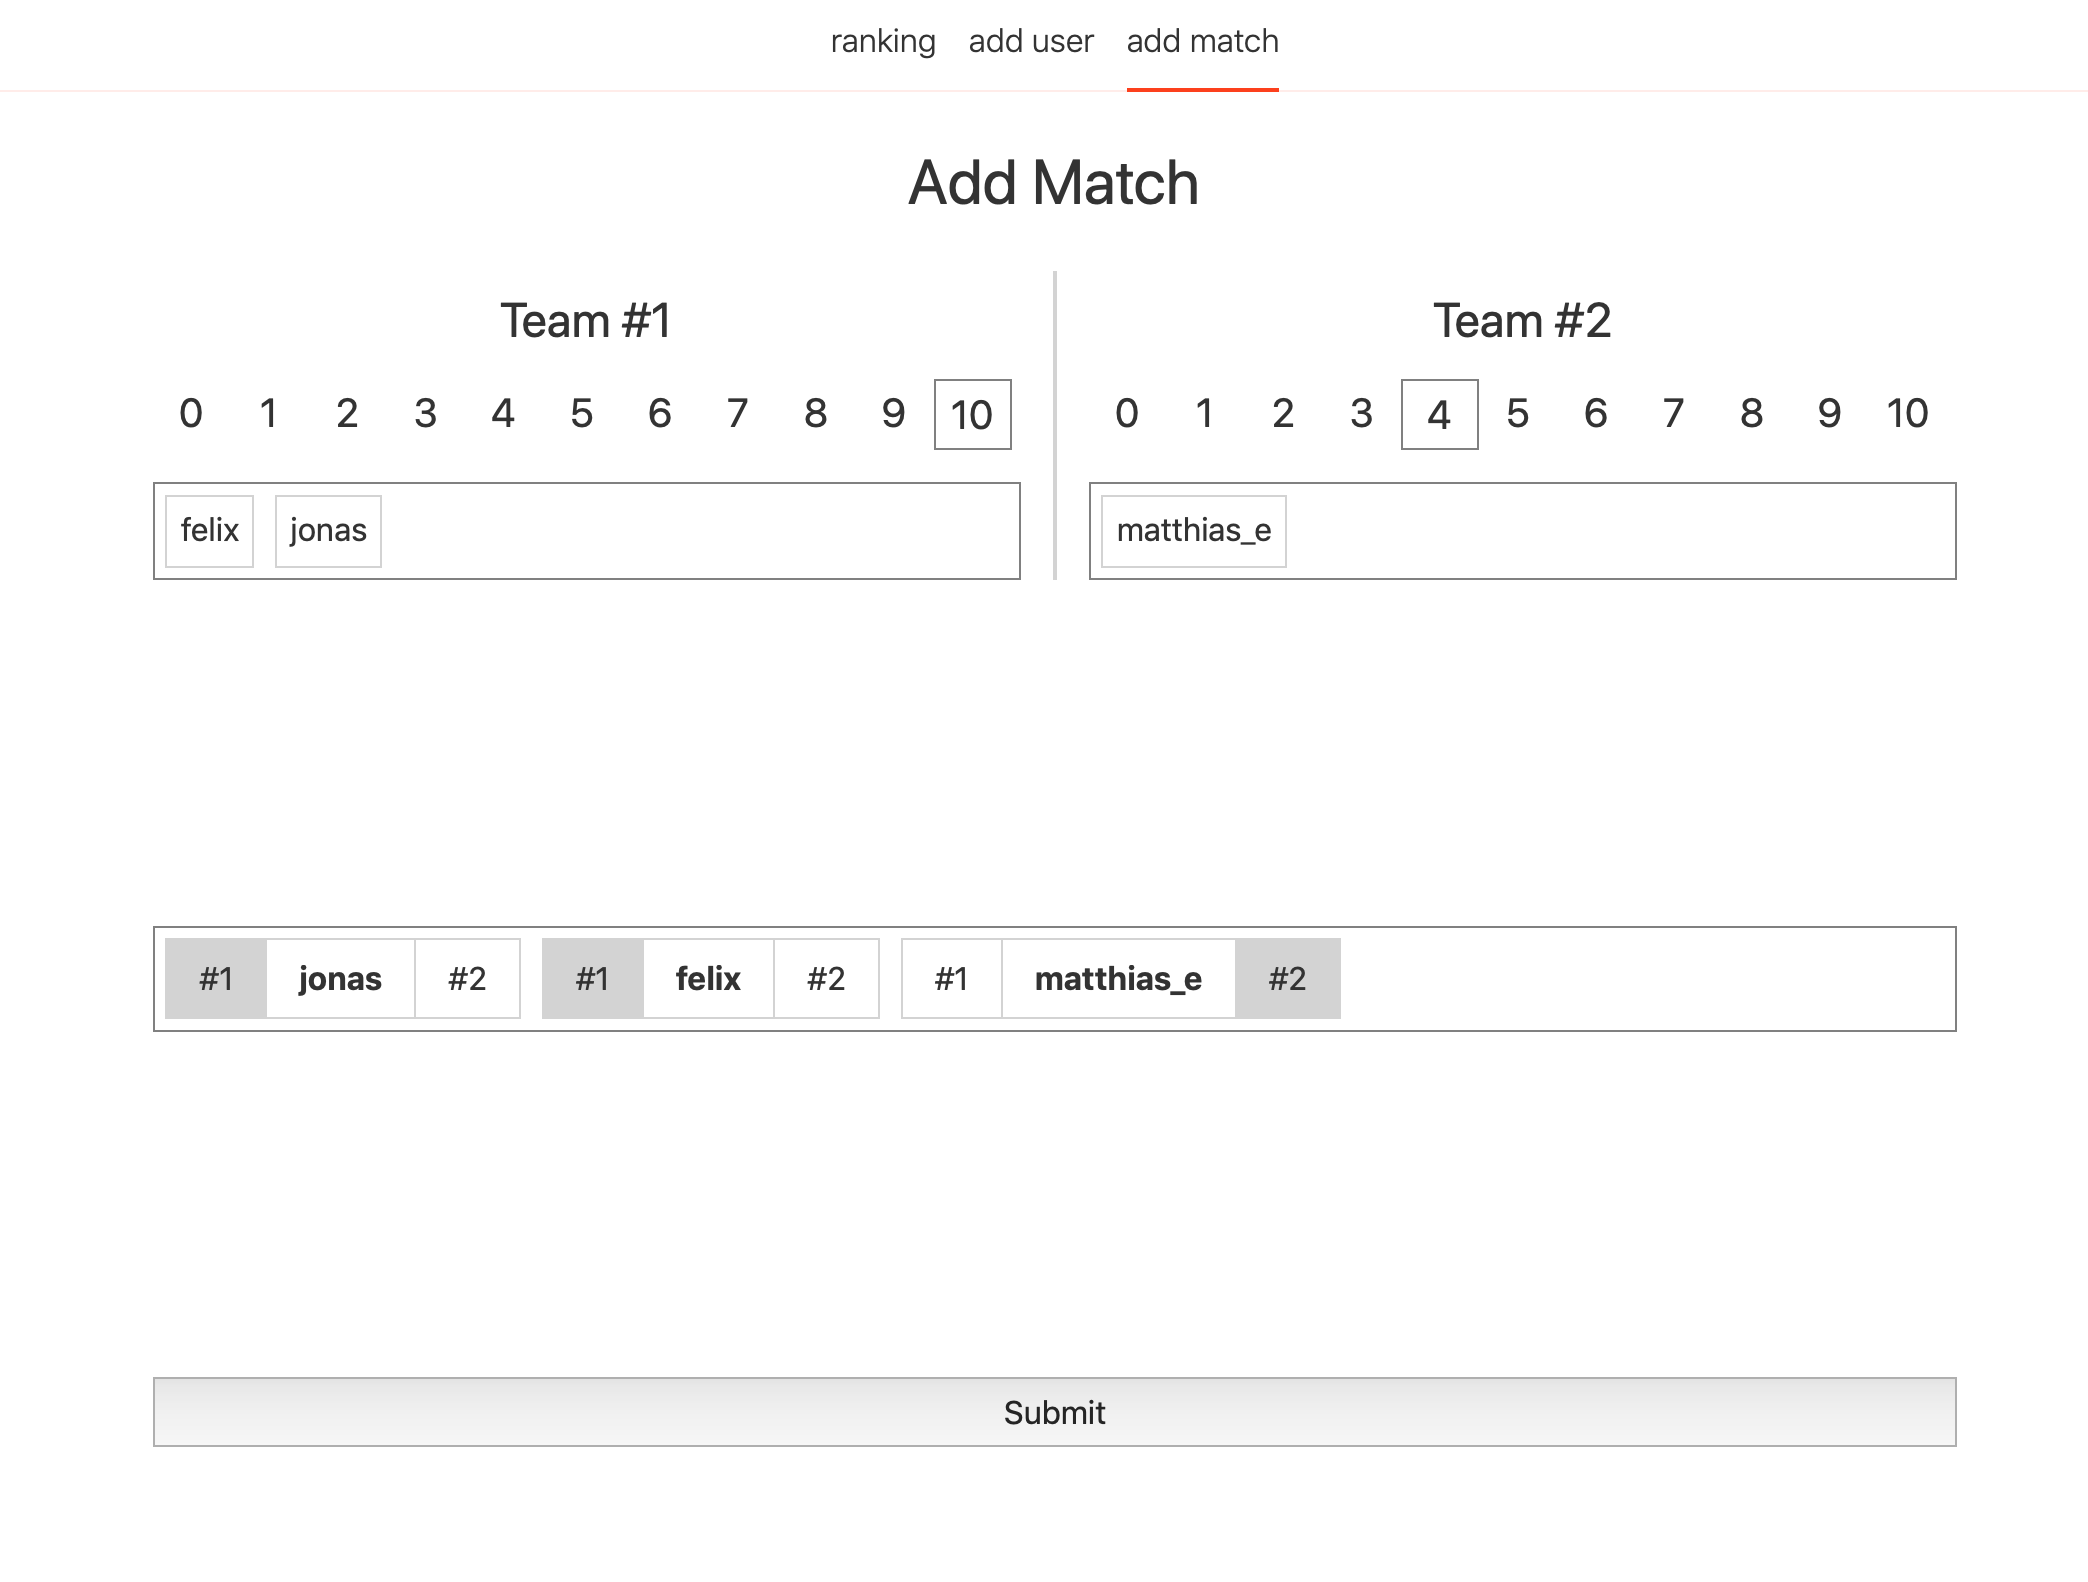 ranking add user add match
Add Match
Team #1
0 1 2 3 4 5 6 7 8 9 10
felix jonas
Team #2
0 1 2 3 4 5 6 7 8 9 10
matthias_e
#1 jonas #2 #1 felix #2 #1 matthias_e #2
Submit